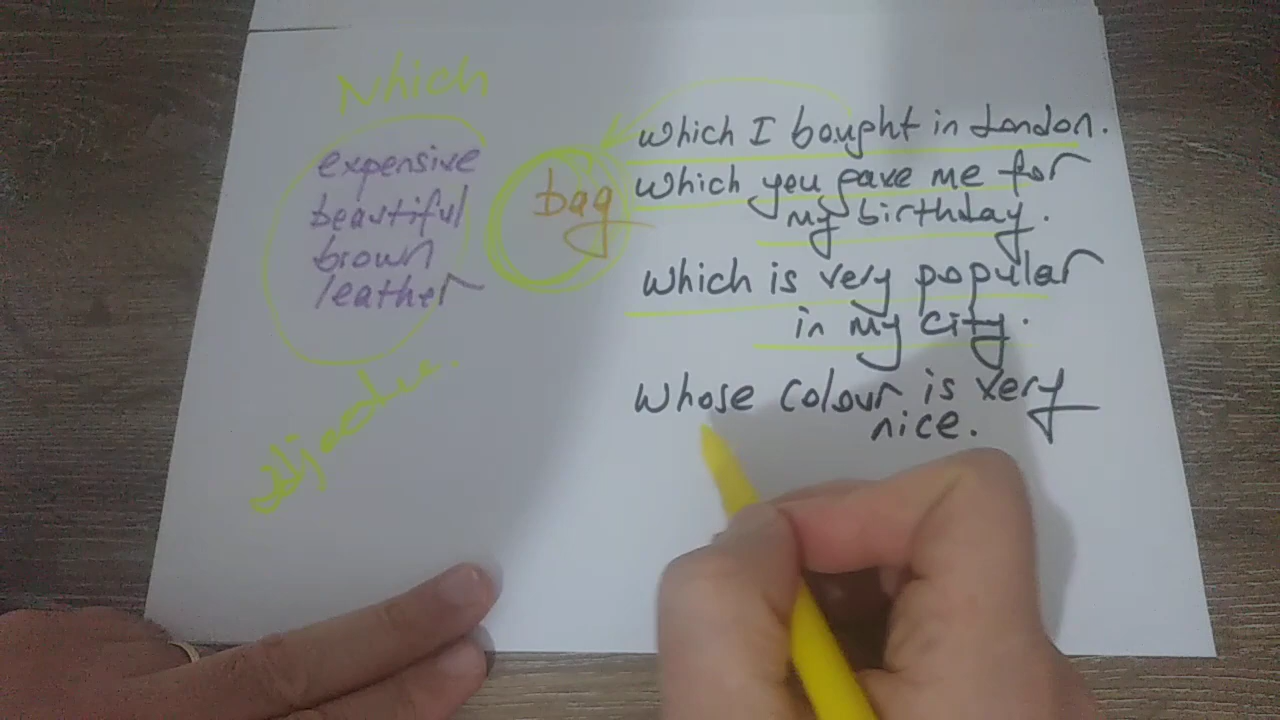 Which
expensive
beautiful
brown
leather
adjective.
bag
which I bought in London.
which you gave me for
my birthday.
which is very popular
in my city.
whose colour is very
nice.